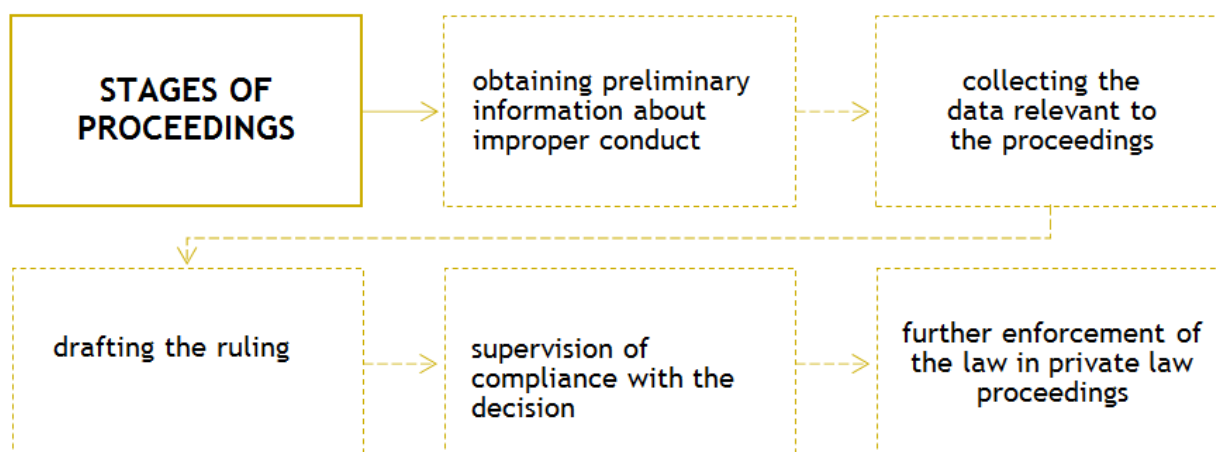 STAGES OF
PROCEEDINGS
obtaining preliminary
information about
improper conduct
collecting the
data relevant to
the proceedings
drafting the ruling
supervision of
compliance with the
decision
further enforcement of
the law in private law
proceedings